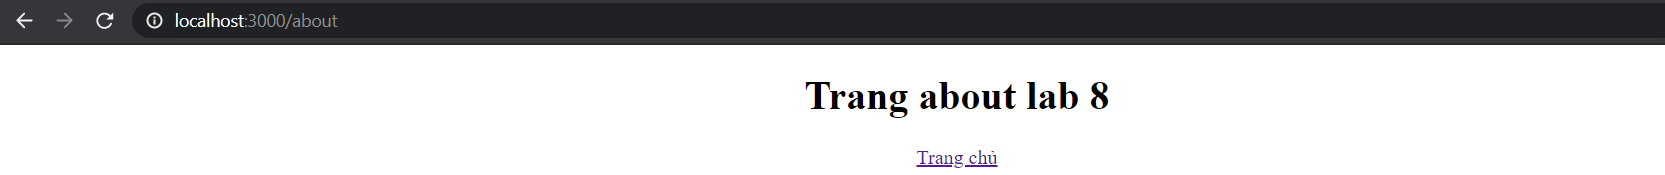 localhost:3000/about
Trang about lab 8
Trang chủ